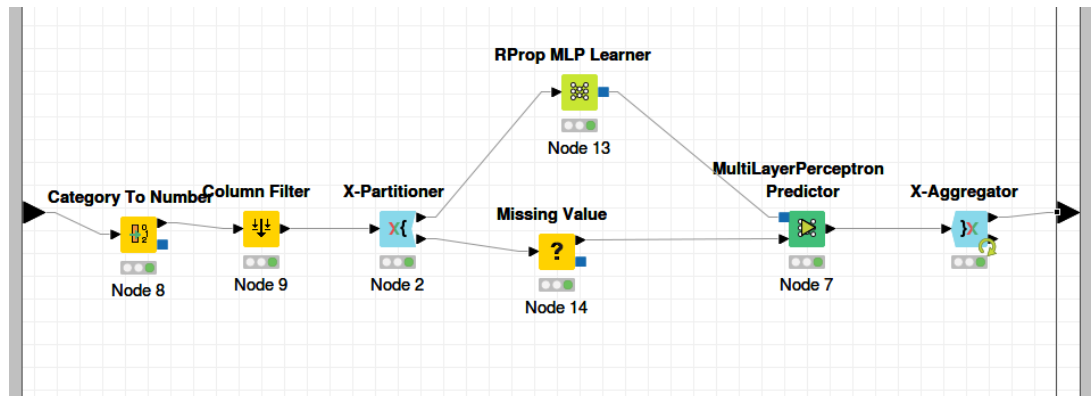 RProp MLP Learner
Node 13
MultiLayerPerceptron
Predictor
Category To Number
Column Filter
X-Partitioner
Missing Value
X-Aggregator
Node 8
Node 9
Node 2
Node 14
Node 7